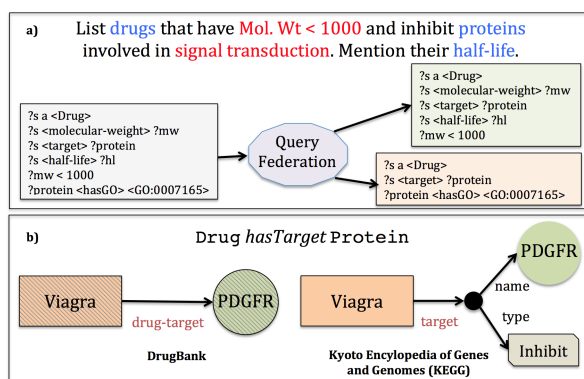 a)
List drugs that have Mol. Wt < 1000 and inhibit proteins
involved in signal transduction. Mention their half-life.
?s a <Drug>
?s <molecular-weight> ?mw
?s <target> ?protein
?s <half-life> ?hl
?mw < 1000
?protein <hasGO> <GO:0007165>
Query
Federation
?s a <Drug>
?s <molecular-weight> ?mw
?s <target> ?protein
?s <half-life> ?hl
?mw < 1000
?s a <Drug>
?s <target> ?protein
?protein <hasGO> <GO:0007165>
b)
Drug hasTarget Protein
Viagra
drug-target
PDGFR
DrugBank
Viagra
target
name
PDGFR
type
Inhibit
Kyoto Encylopedia of Genes
and Genomes (KEGG)